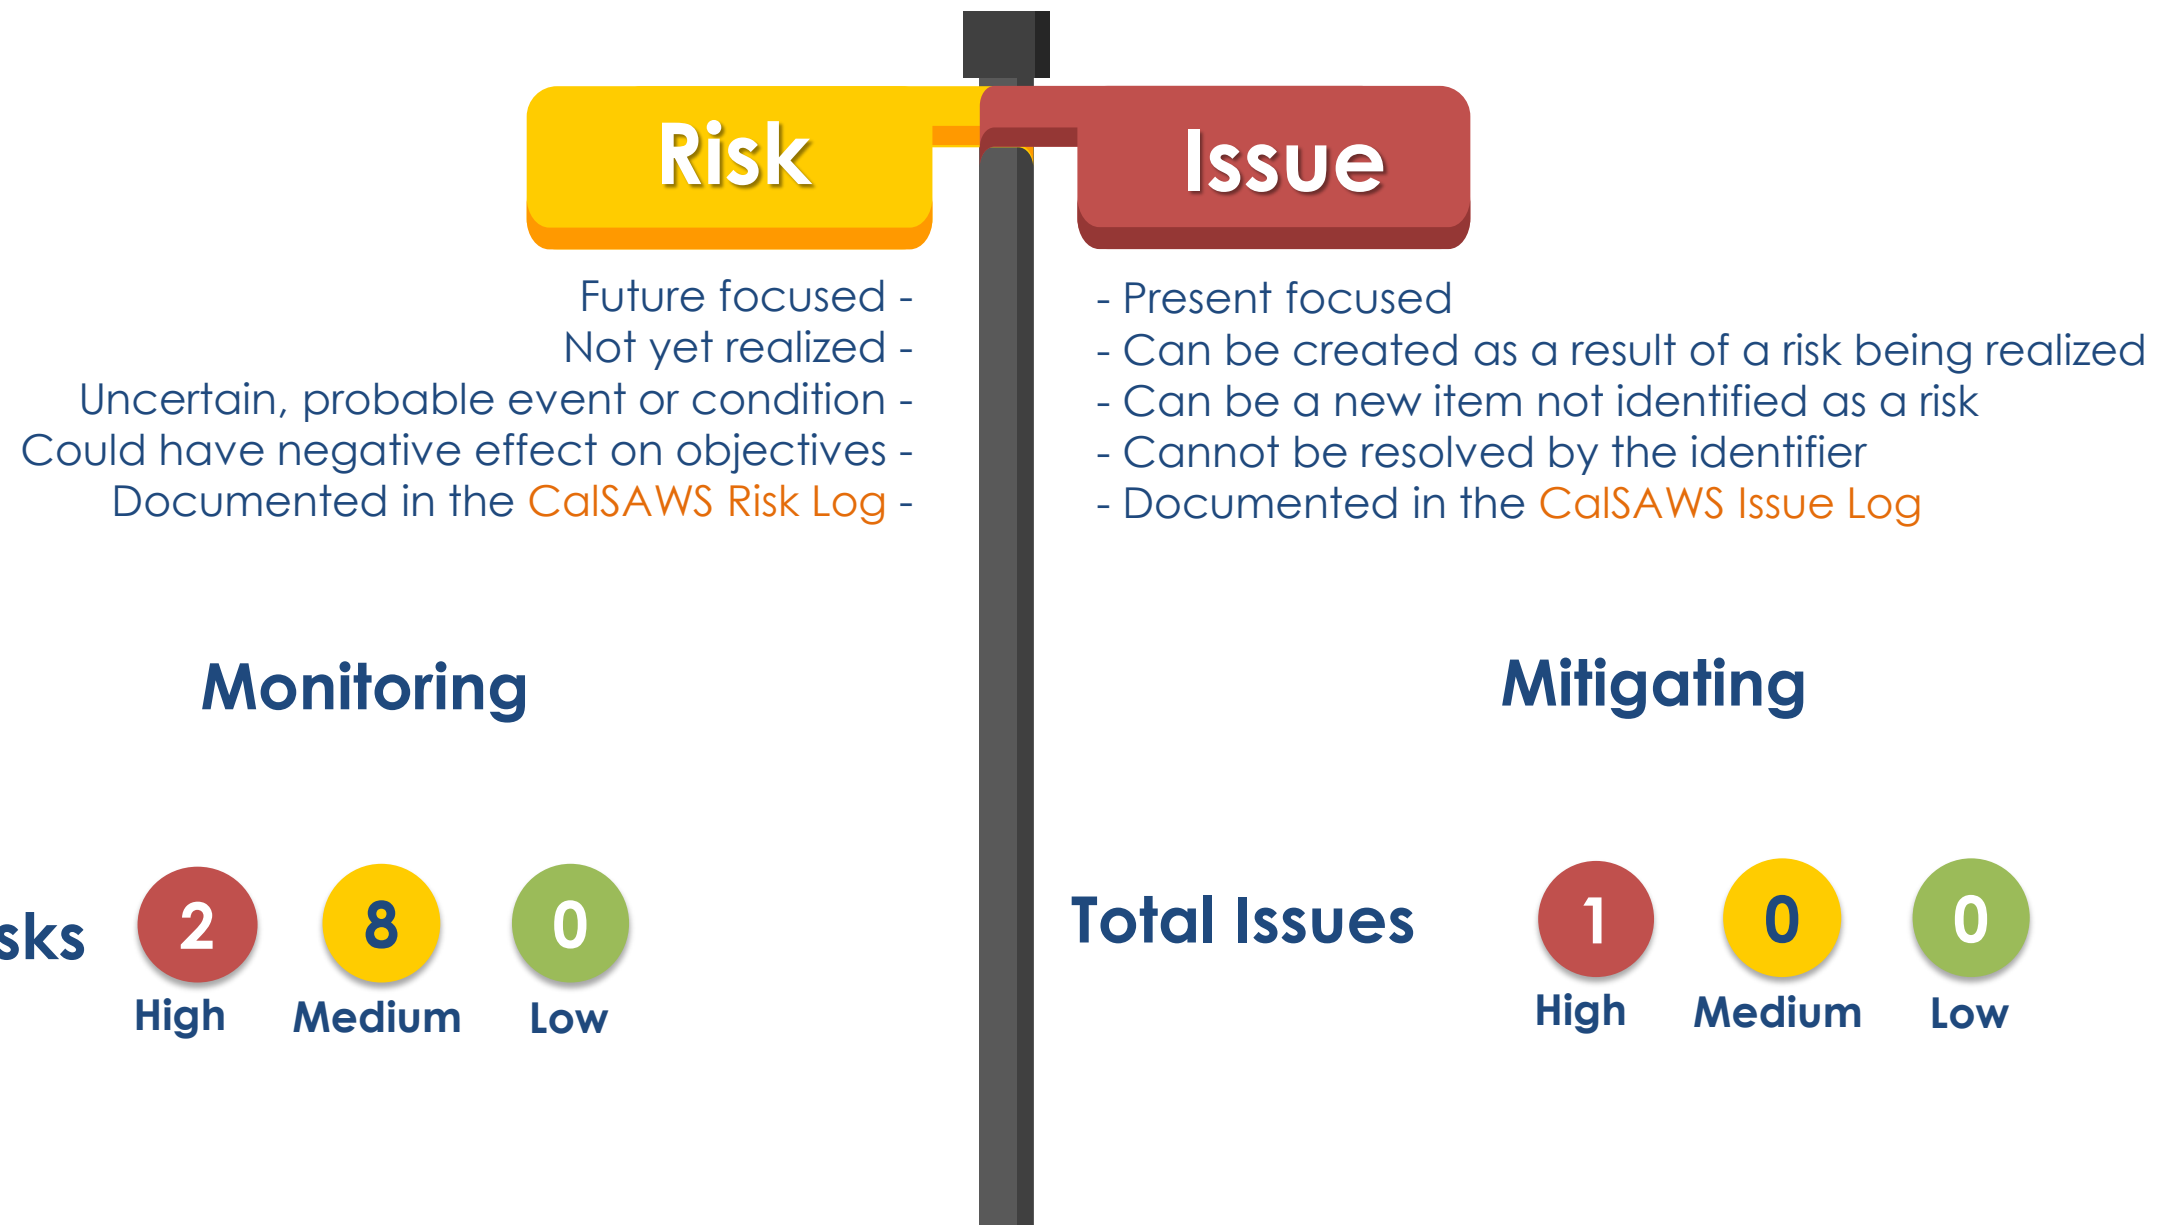 Risk
Future focused -
Not yet realized -
Uncertain, probable event or condition -
Could have negative effect on objectives -
Documented in the CalSAWS Risk Log -
Monitoring
sks
2
8
0
High
Medium
Low
Issue
- Present focused
- Can be created as a result of a risk being realized
- Can be a new item not identified as a risk
- Cannot be resolved by the identifier
- Documented in the CalSAWS Issue Log
Mitigating
Total Issues
1
0
0
High
Medium
Low